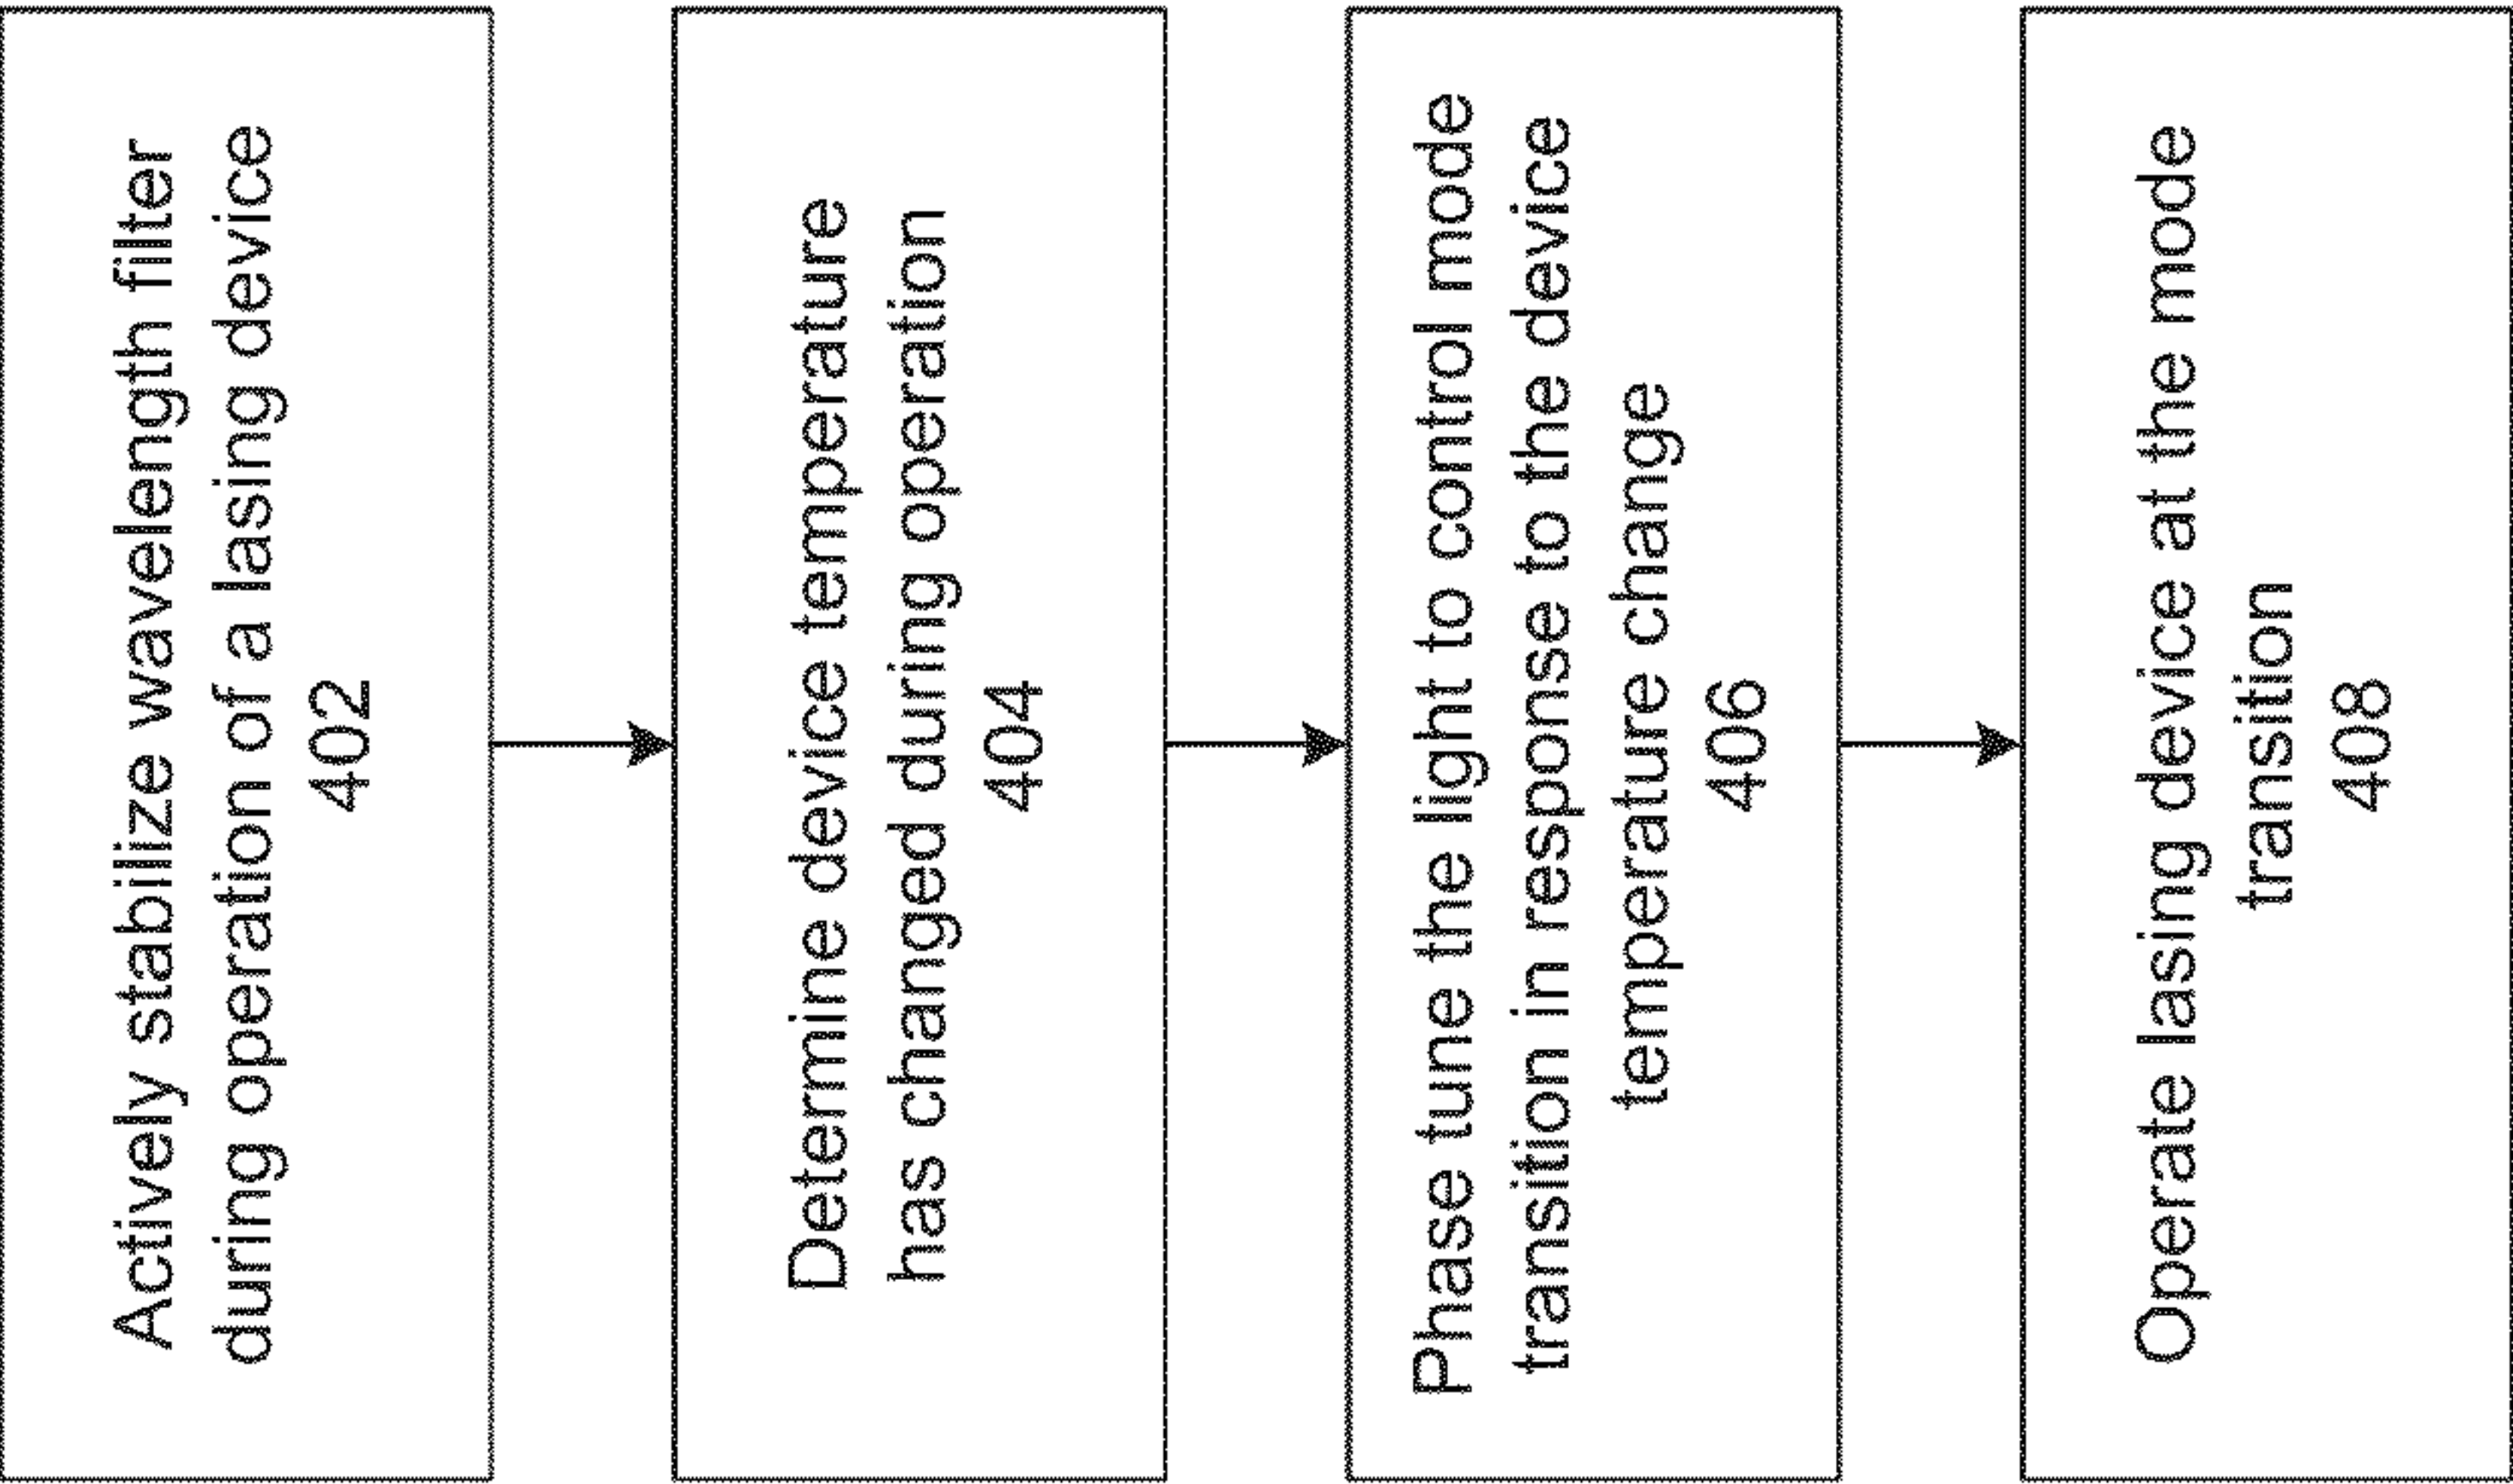 Actively stabilize wavelength filter
during operation of a lasing device
402
Determine device temperature
has changed during operation
404
Phase tune the light to control mode
transition in response to the device
temperature change
406
Operate lasing device at the mode
transition
408